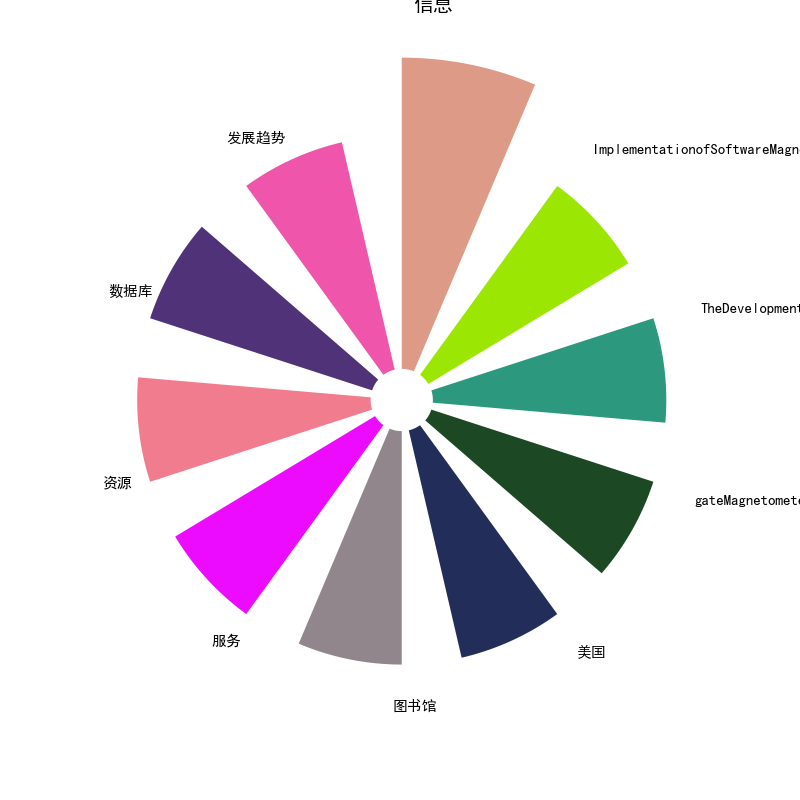 信息
ImplementationofSoftwareMagn
TheDevelopment
gateMagnetomete
美国
图书馆
服务
资源
数据库
发展趋势